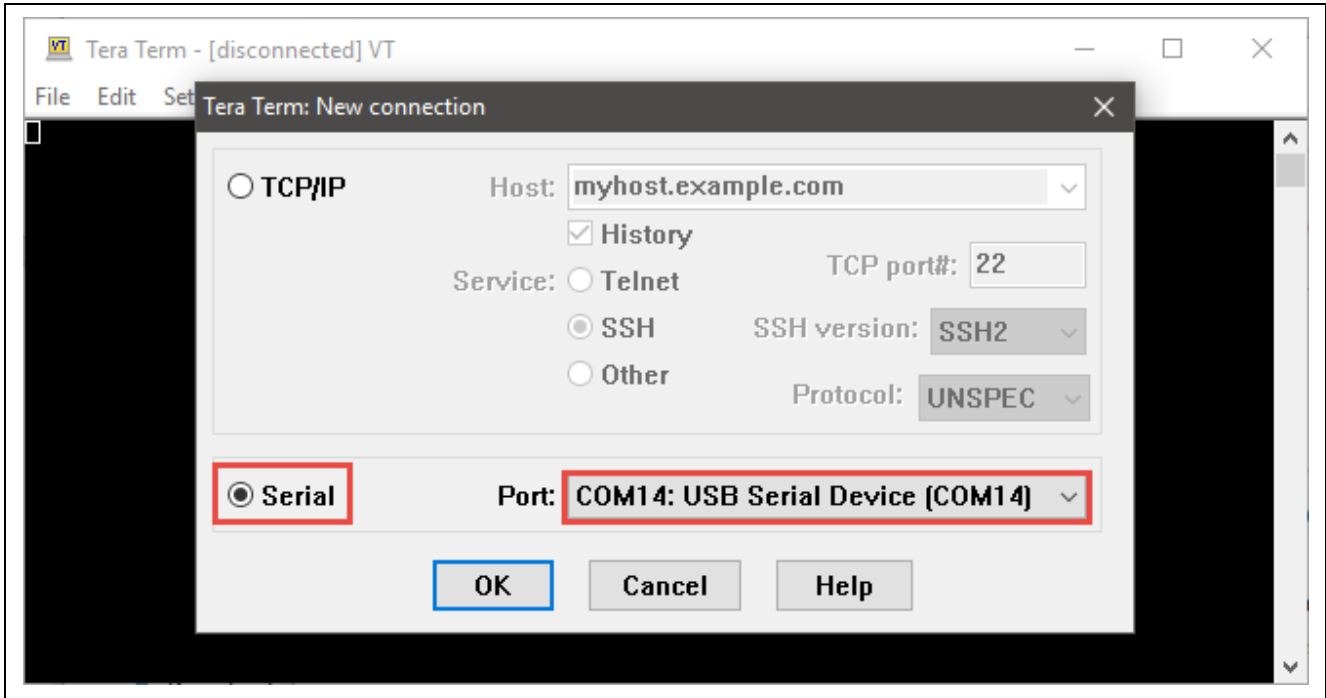 VT Tera Term - [disconnected] VT
File Edit Set
Tera Term: New connection
TCP/IP Host: myhost.example.com
History
Service: Telnet TCP port#: 22
SSH SSH version: SSH2
Other Protocol: UNSPEC
Serial Port: COM14: USB Serial Device (COM14)
OK Cancel Help